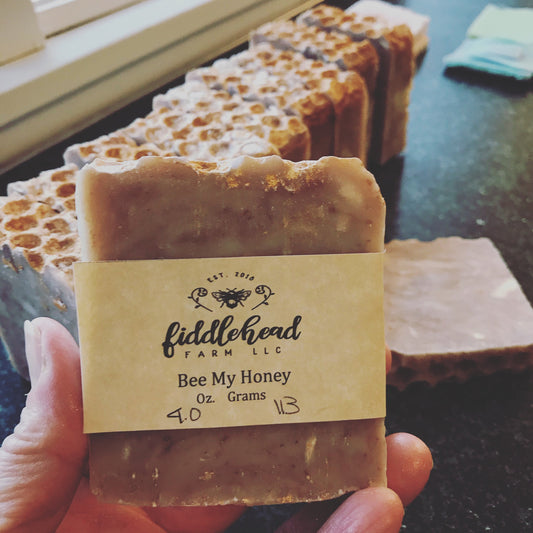 EST. 2010
fiddlehead
FARM LLC
Bee My Honey
Oz. Grams
4.0 113